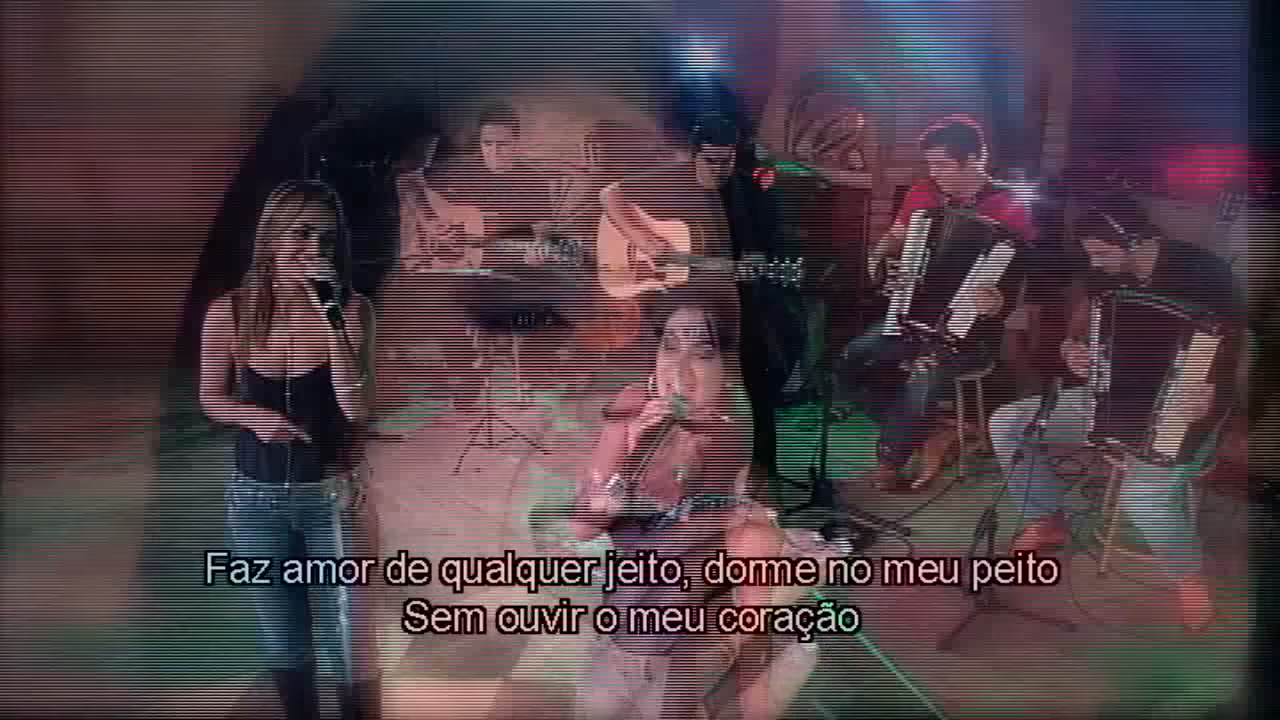 Faz amor de qualquer jeito, dorme no meu peito
Sem ouvir o meu coração